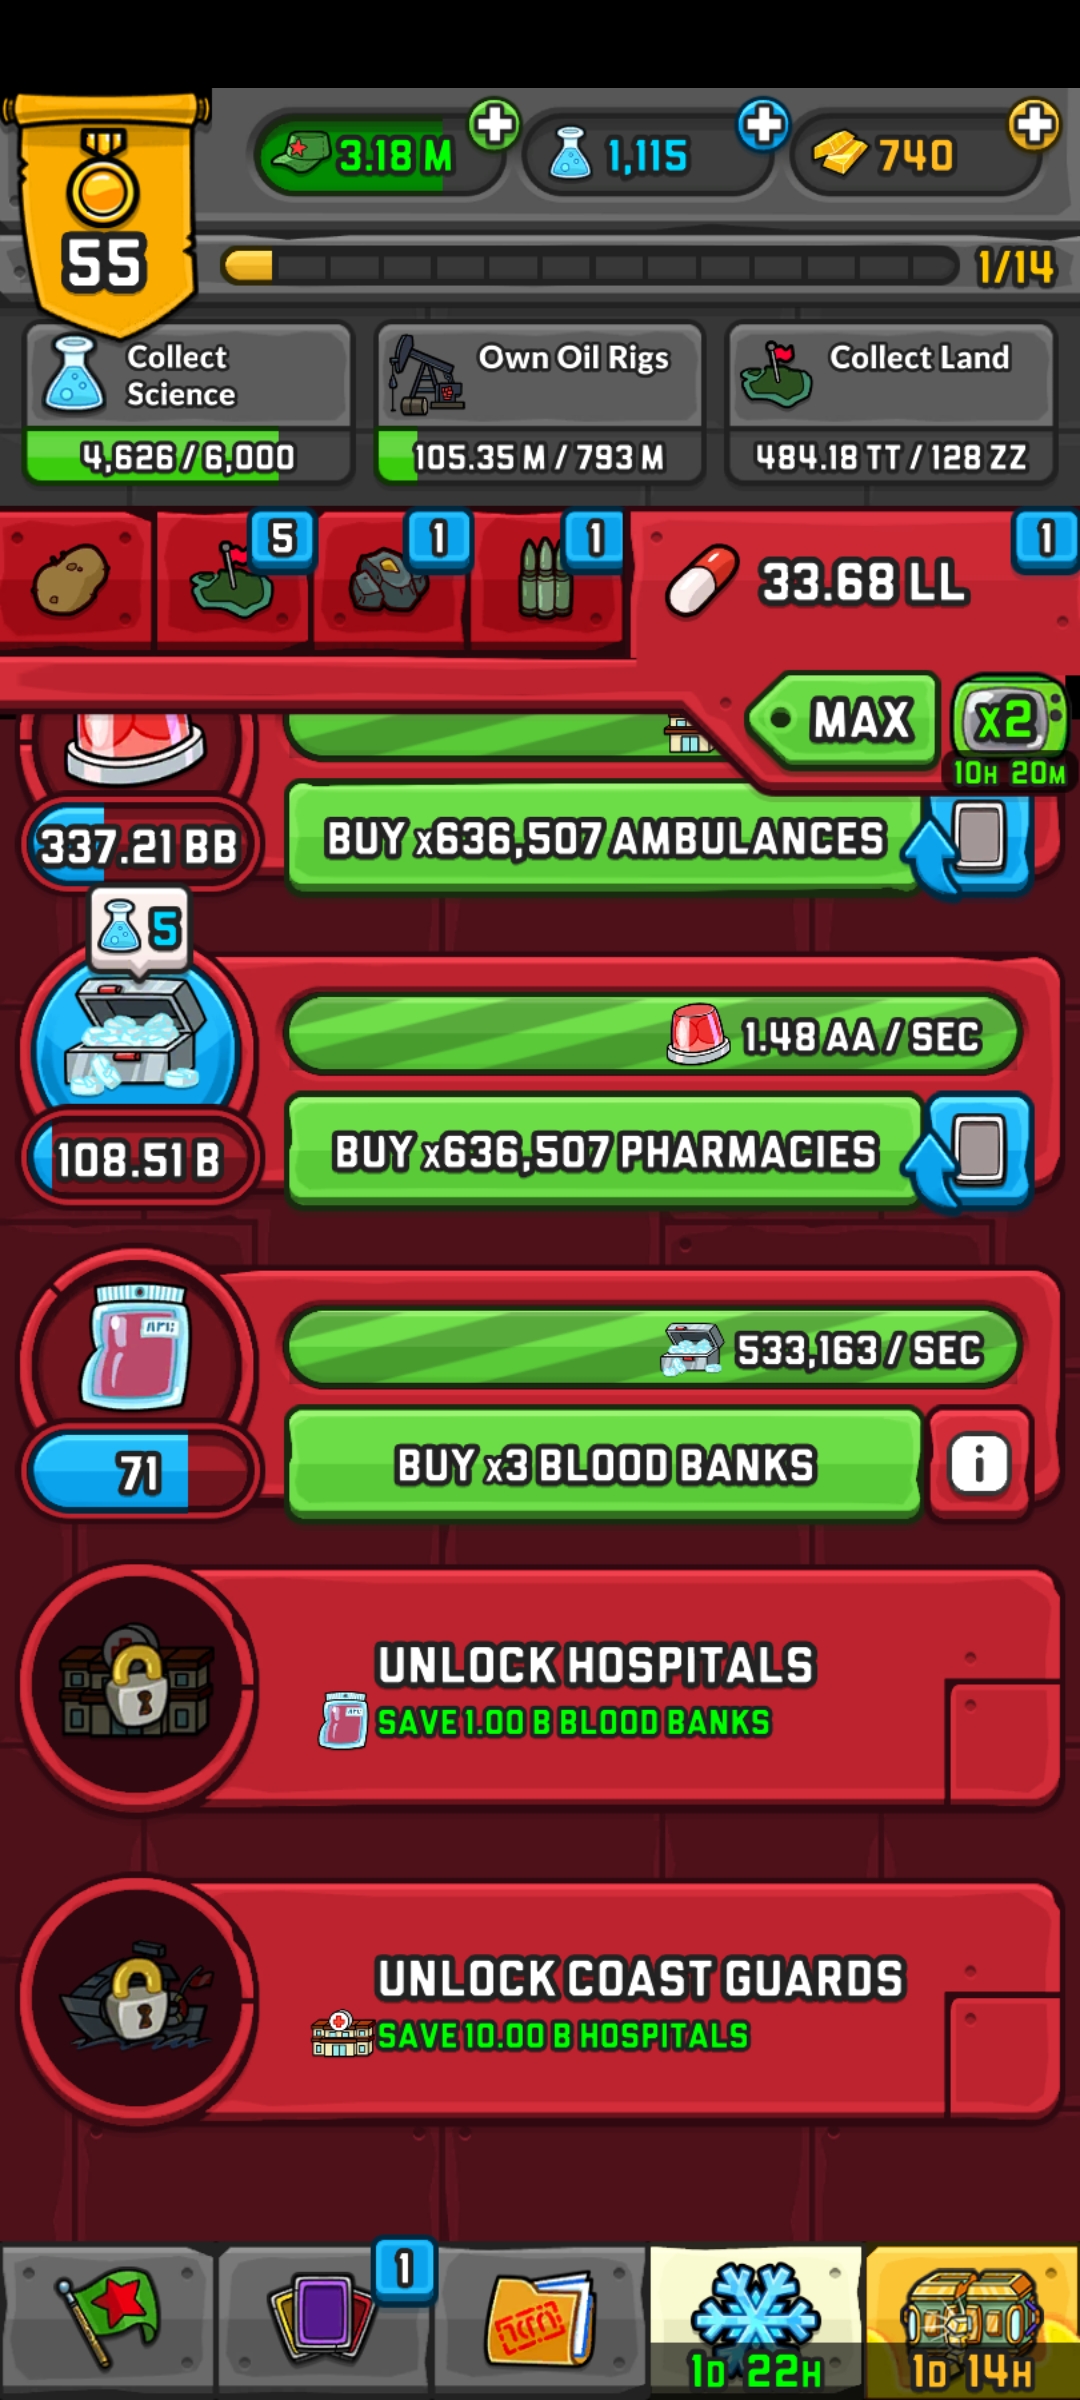 55
3.18 M
1,115
740
1/14
Collect
Science
4,626 / 6,000
Own Oil Rigs
105.35 M / 793 M
Collect Land
484.18 TT / 128 ZZ
5
1
1
33.68 LL
1
MAX
x2
10H 20M
337.21 BB
BUY x636,507 AMBULANCES
5
1.48 AA / SEC
108.51 B
BUY x636,507 PHARMACIES
533,163 / SEC
71
BUY x3 BLOOD BANKS
i
UNLOCK HOSPITALS
SAVE 1.00 B BLOOD BANKS
UNLOCK COAST GUARDS
SAVE 10.00 B HOSPITALS
1
1D 22H
1D 14H